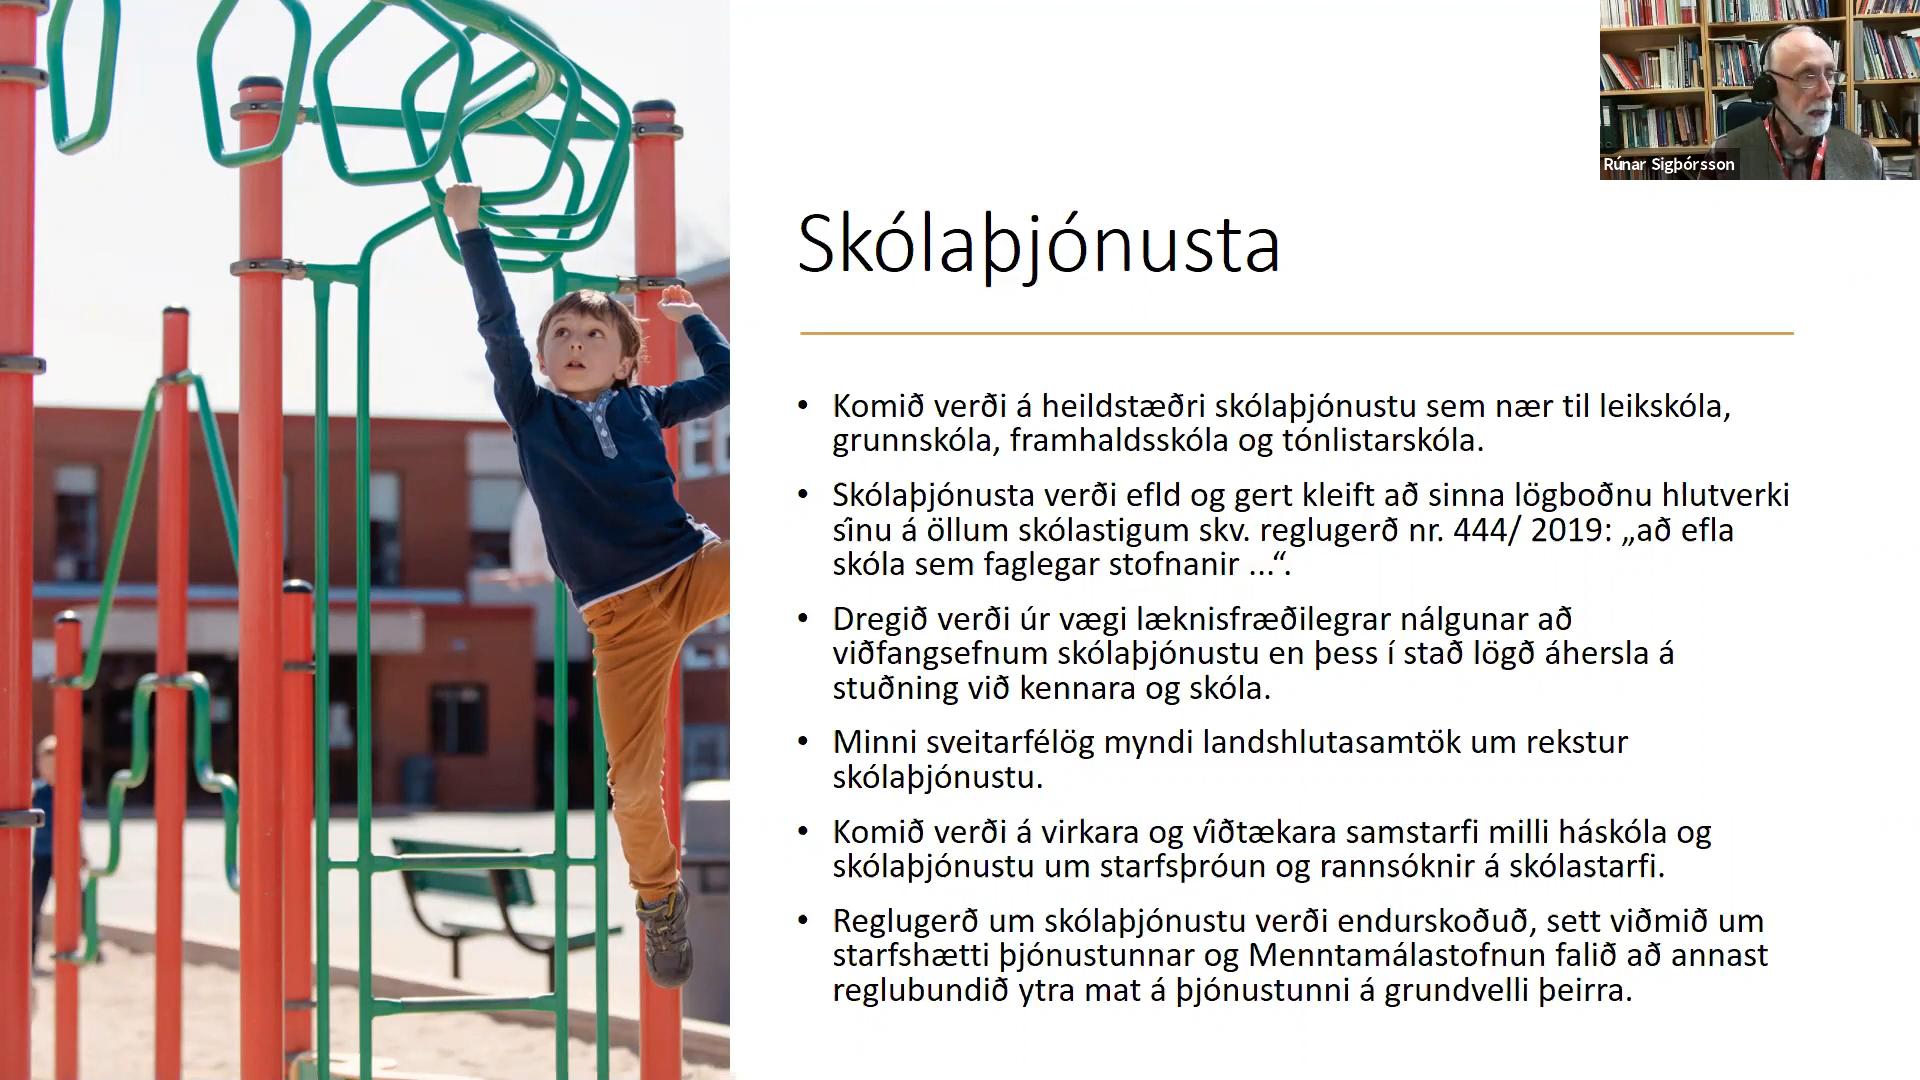 Rúnar Sigþórsson
Skólaþjónusta
• Komið verði á heildstæðri skólaþjónustu sem nær til leikskóla,
grunnskóla, framhaldsskóla og tónlistarskóla.
• Skólaþjónusta verði efld og gert kleift að sinna lögboðnu hlutverki
sínu á öllum skólastigum skv. reglugerð nr. 444/ 2019: „að efla
skóla sem faglegar stofnanir ...“.
• Dregið verði úr vægi læknisfræðilegrar nálgunar að
viðfangsefnum skólaþjónustu en þess í stað lögð áhersla á
stuðning við kennara og skóla.
• Minni sveitarfélög myndi landshlutasamtök um rekstur
skólaþjónustu.
• Komið verði á virkara og víðtækara samstarfi milli háskóla og
skólaþjónustu um starfsþróun og rannsóknir á skólastarfi.
• Reglugerð um skólaþjónustu verði endurskoðuð, sett viðmið um
starfshætti þjónustunnar og Menntamálastofnun falið að annast
reglubundið ytra mat á þjónustunni á grundvelli þeirra.